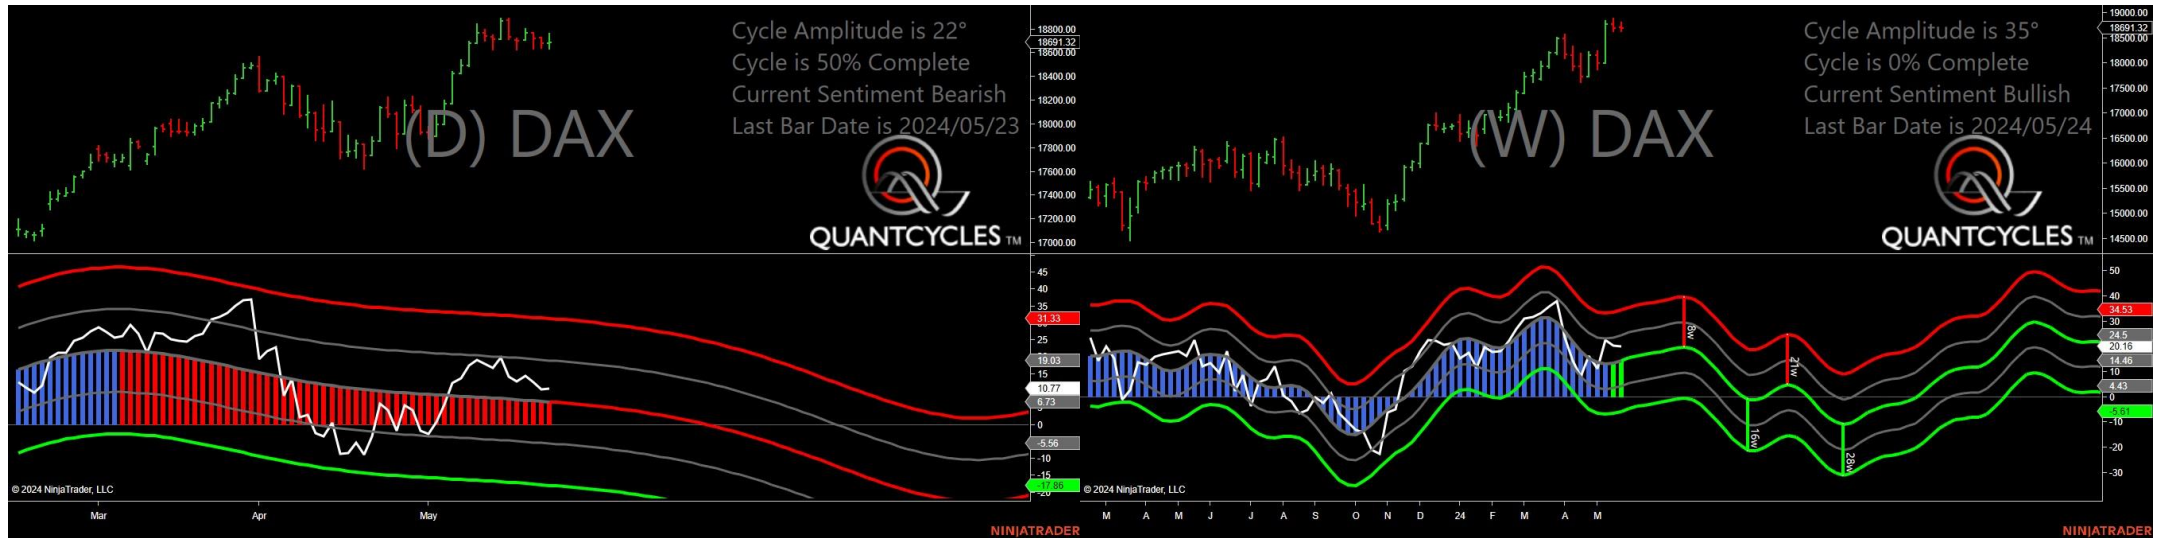 Cycle Amplitude is 22°
Cycle is 50% Complete
Current Sentiment Bearish
Last Bar Date is 2024/05/23
(D) DAX
QUANTCYCLES TM
18800.00
18691.32
18600.00
18400.00
18200.00
18000.00
17800.00
17600.00
17400.00
17200.00
17000.00
45
40
35
31.33
25
19.03
15
10.77
6.73
0
-5.56
-10
-15
-17.86
-20
© 2024 NinjaTrader, LLC
Mar Apr May
NINJATRADER
Cycle Amplitude is 35°
Cycle is 0% Complete
Current Sentiment Bullish
Last Bar Date is 2024/05/24
(W) DAX
QUANTCYCLES TM
19000.00
18691.32
18500.00
18000.00
17500.00
17000.00
16500.00
16000.00
15500.00
15000.00
14500.00
8w
21w
16w
28w
50
40
34.53
30
24.5
20.16
14.46
10
4.43
0
-5.61
-10
-20
-30
© 2024 NinjaTrader, LLC
M A M J J A S O N D 24 F M A M
NINJATRADER